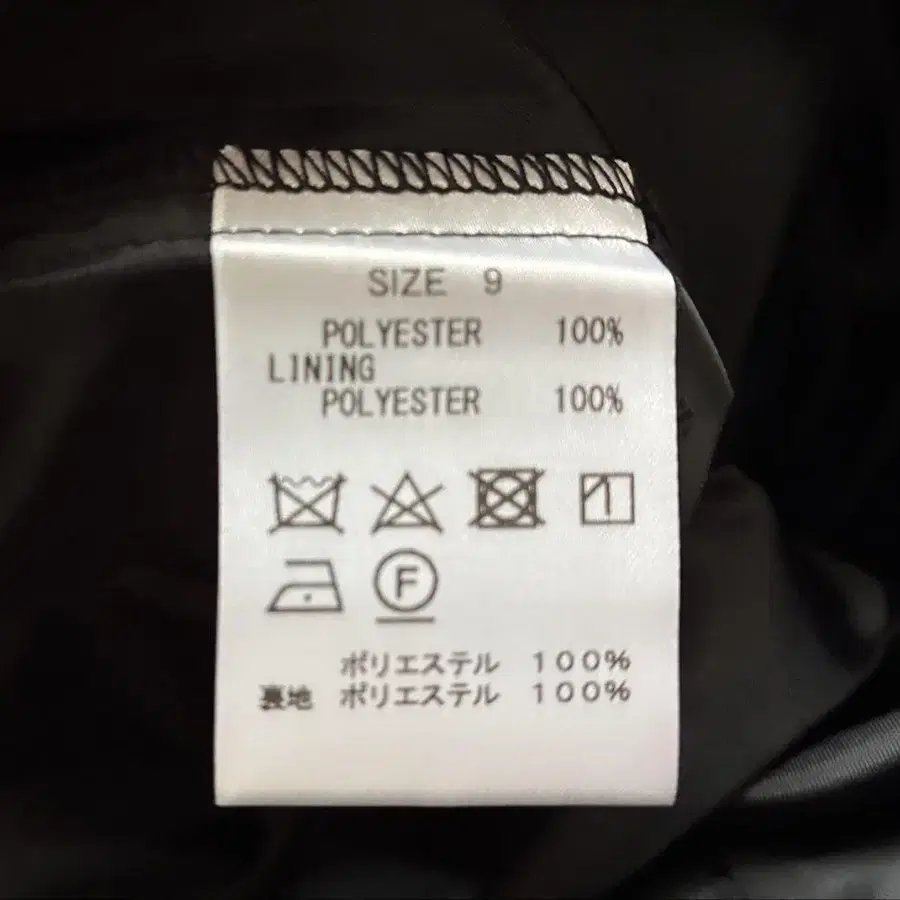 SIZE 9
POLYESTER 100%
LINING
POLYESTER 100%
F
ポリエステル 100%
裏地 ポリエステル 100%